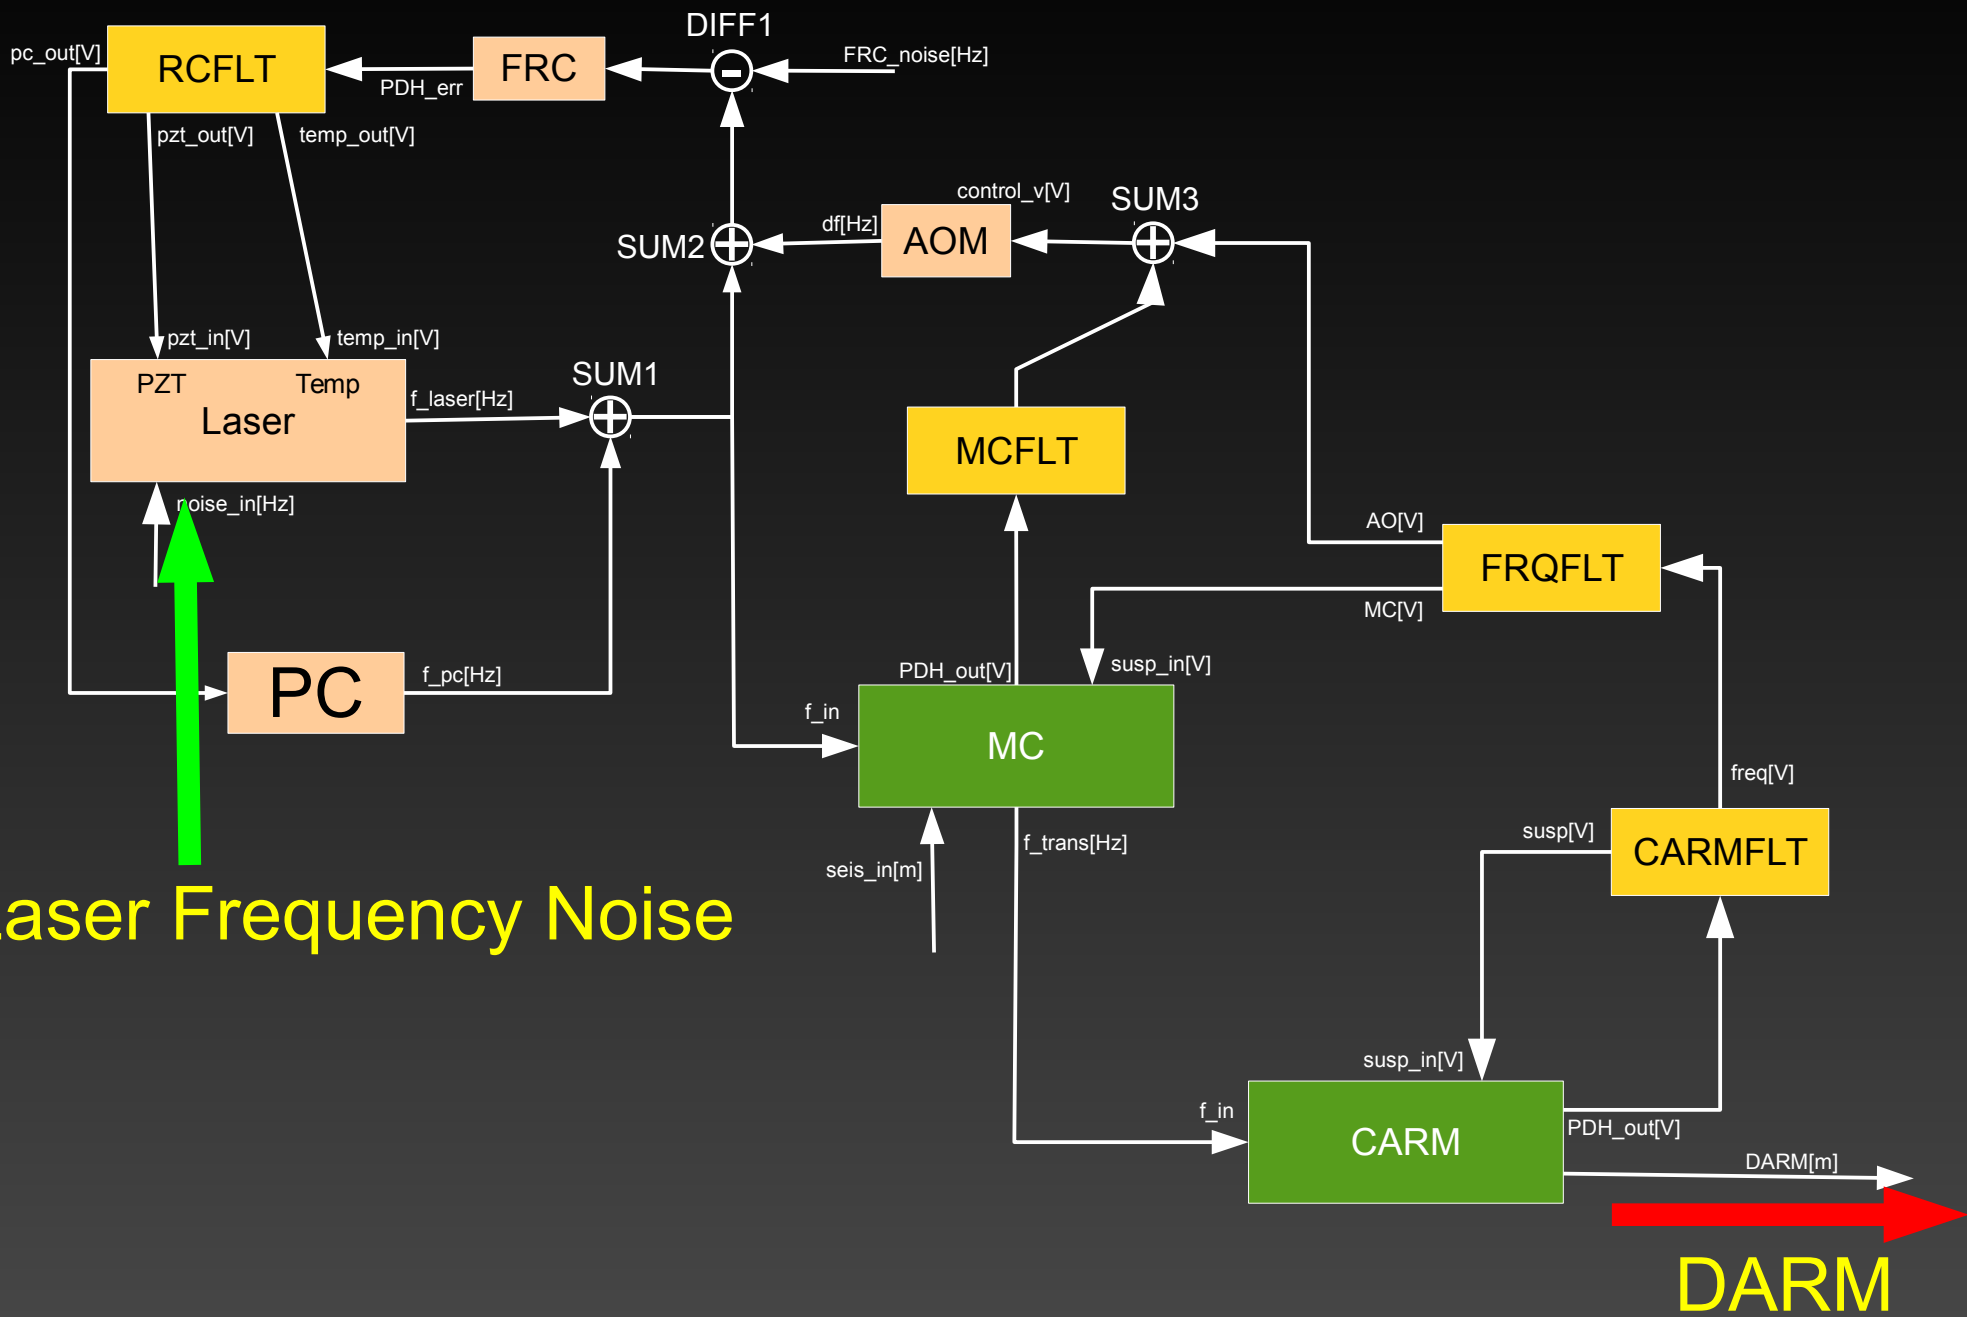 DIFF1
pc_out[V]
RCFLT
PDH_err
FRC
FRC_noise[Hz]
pzt_out[V]
temp_out[V]
control_v[V]
SUM3
SUM2
df[Hz]
AOM
pzt_in[V]
temp_in[V]
PZT
Temp
Laser
f_laser[Hz]
SUM1
MCFLT
noise_in[Hz]
AO[V]
FRQFLT
MC[V]
PC
f_pc[Hz]
PDH_out[V]
susp_in[V]
f_in
MC
freq[V]
seis_in[m]
f_trans[Hz]
susp[V]
CARMFLT
aser Frequency Noise
susp_in[V]
f_in
CARM
PDH_out[V]
DARM[m]
DARM